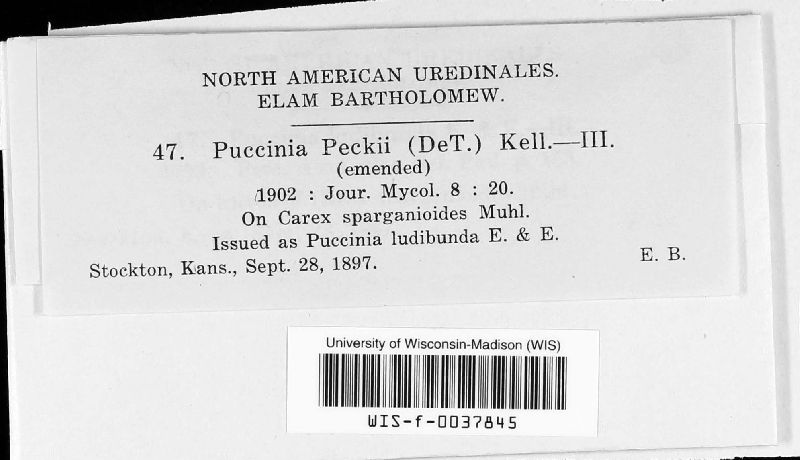 NORTH AMERICAN UREDINALES.
ELAM BARTHOLOMEW.
47. Puccinia Peckii (DeT.) Kell.—III.
(emended)
1902 : Jour. Mycol. 8 : 20.
On Carex sparganioides Muhl.
Issued as Puccinia ludibunda E. & E.
Stockton, Kans., Sept. 28, 1897. E. B.
University of Wisconsin-Madison (WIS)
WIS-f-0037845